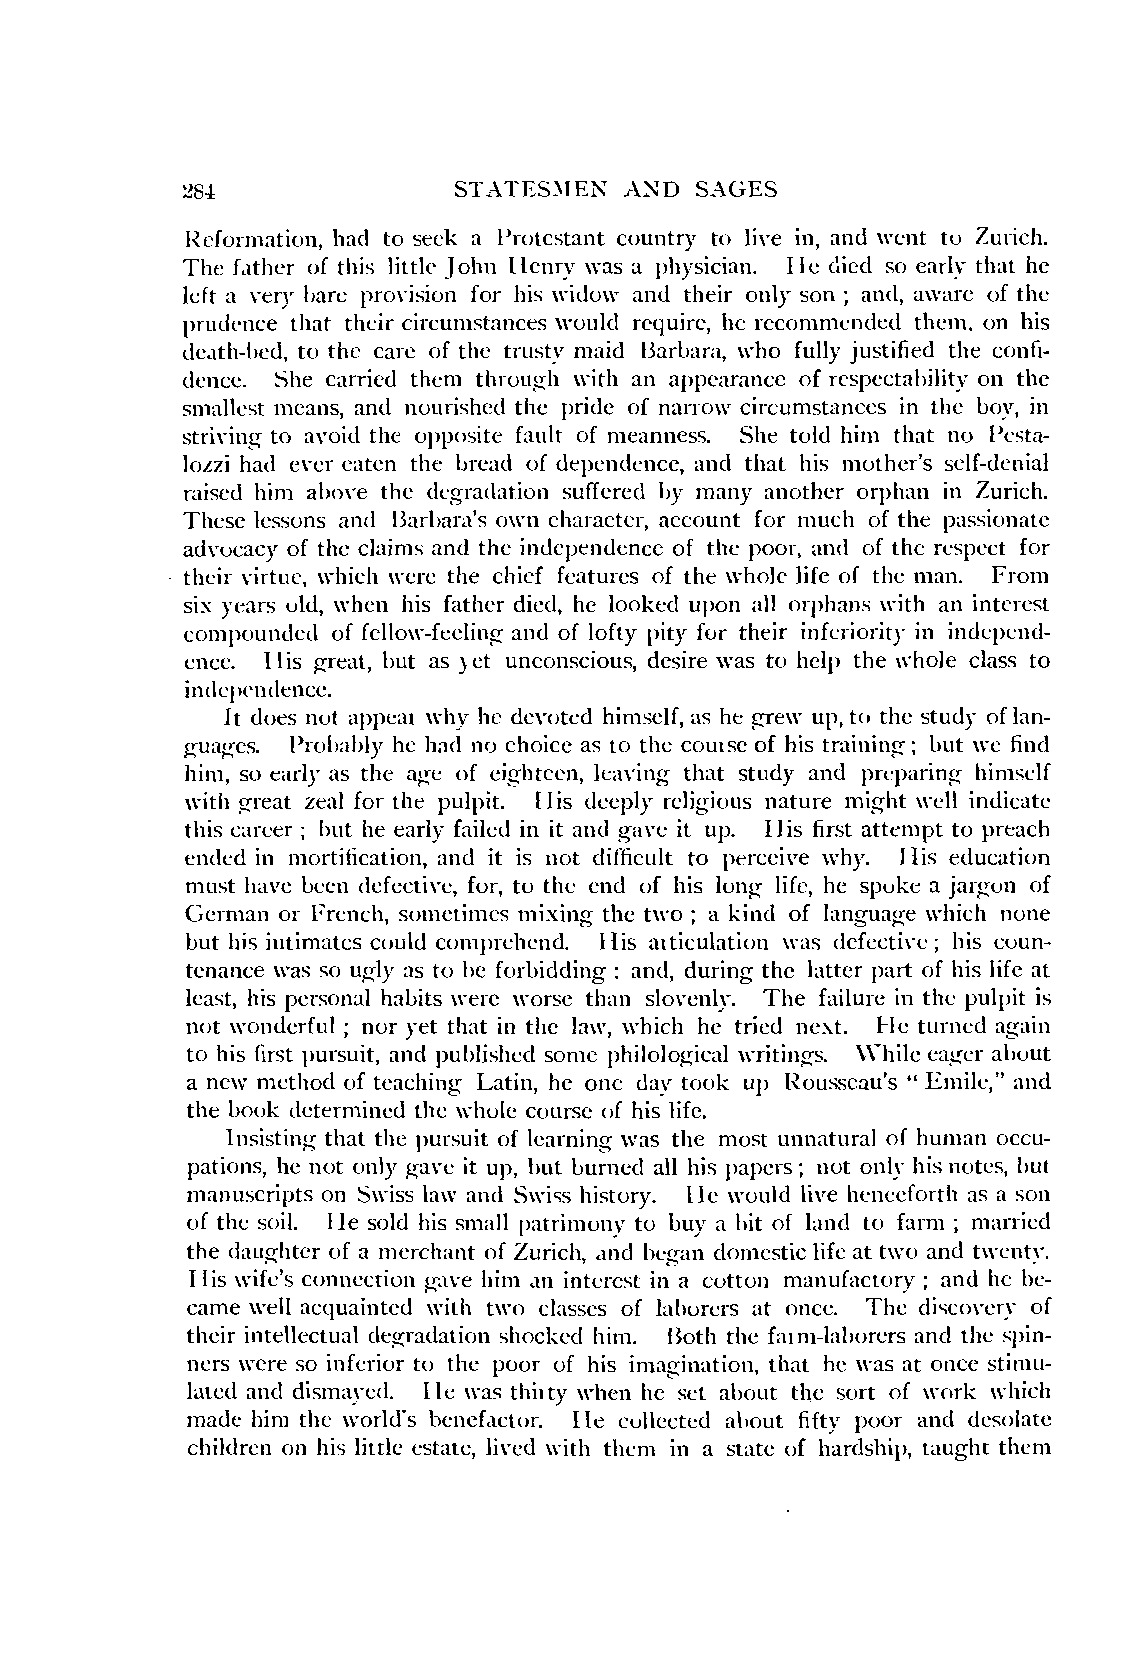 284 STATESMEN AND SAGES
Reformation, had to seek a Protestant country to live in, and went to Zurich.
The father of this little John Henry was a physician. He died so early that he
left a very bare provision for his widow and their only son ; and, aware of the
prudence that their circumstances would require, he recommended them, on his
death-bed, to the care of the trusty maid Barbara, who fully justified the confi-
dence. She carried them through with an appearance of respectability on the
smallest means, and nourished the pride of narrow circumstances in the boy, in
striving to avoid the opposite fault of meanness. She told him that no Pesta-
lozzi had ever eaten the bread of dependence, and that his mother's self-denial
raised him above the degradation suffered by many another orphan in Zurich.
These lessons and Barbara's own character, account for much of the passionate
advocacy of the claims and the independence of the poor, and of the respect for
their virtue, which were the chief features of the whole life of the man. From
six years old, when his father died, he looked upon all orphans with an interest
compounded of fellow-feeling and of lofty pity for their inferiority in independ-
ence. His great, but as yet unconscious, desire was to help the whole class to
independence.
It does not appear why he devoted himself, as he grew up, to the study of lan-
guages. Probably he had no choice as to the course of his training ; but we find
him, so early as the age of eighteen, leaving that study and preparing himself
with great zeal for the pulpit. His deeply religious nature might well indicate
this career ; but he early failed in it and gave it up. His first attempt to preach
ended in mortification, and it is not difficult to perceive why. His education
must have been defective, for, to the end of his long life, he spoke a jargon of
German or French, sometimes mixing the two ; a kind of language which none
but his intimates could comprehend. His articulation was defective ; his coun-
tenance was so ugly as to be forbidding ; and, during the latter part of his life at
least, his personal habits were worse than slovenly. The failure in the pulpit is
not wonderful ; nor yet that in the law, which he tried next. He turned again
to his first pursuit, and published some philological writings. While eager about
a new method of teaching Latin, he one day took up Rousseau's " Emile," and
the book determined the whole course of his life.
Insisting that the pursuit of learning was the most unnatural of human occu-
pations, he not only gave it up, but burned all his papers ; not only his notes, but
manuscripts on Swiss law and Swiss history. He would live henceforth as a son
of the soil. He sold his small patrimony to buy a bit of land to farm ; married
the daughter of a merchant of Zurich, and began domestic life at two and twenty.
His wife's connection gave him an interest in a cotton manufactory ; and he be-
came well acquainted with two classes of laborers at once. The discovery of
their intellectual degradation shocked him. Both the farm-laborers and the spin-
ners were so inferior to the poor of his imagination, that he was at once stimu-
lated and dismayed. He was thirty when he set about the sort of work which
made him the world's benefactor. He collected about fifty poor and desolate
children on his little estate, lived with them in a state of hardship, taught them